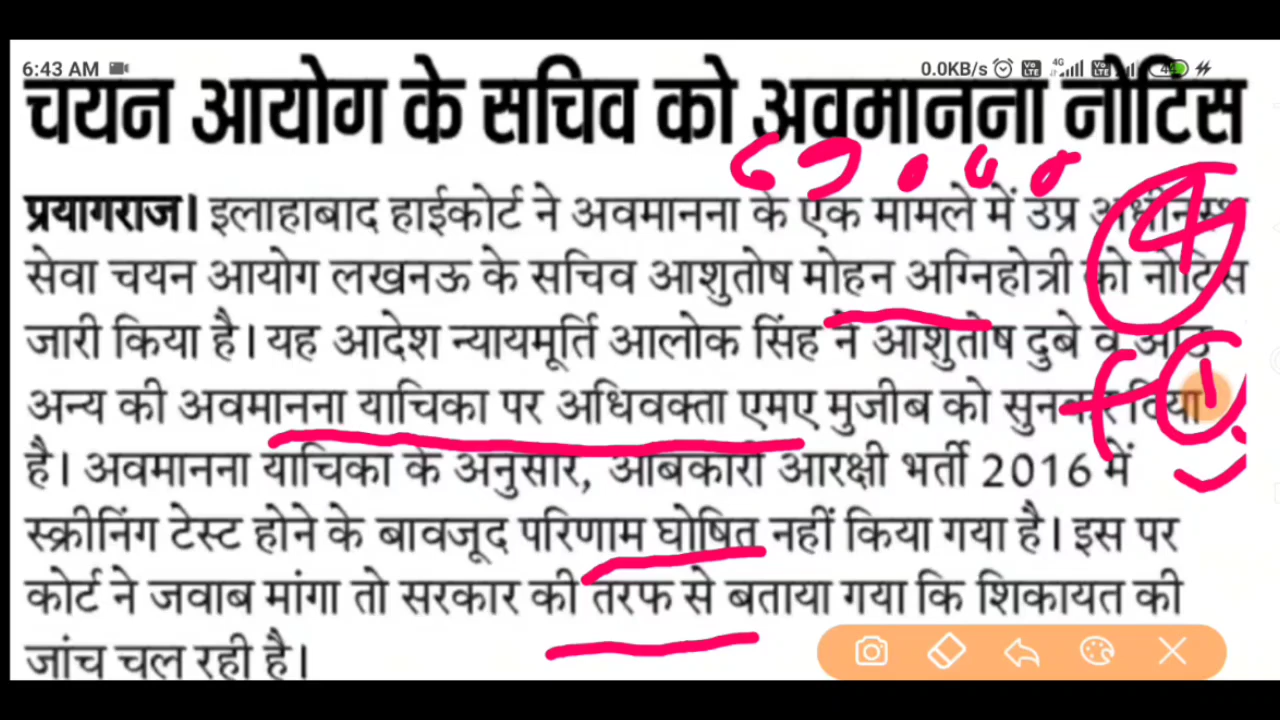 6:43 AM
0.0KB/s
चयन आयोग के सचिव को अवमानना नोटिस
प्रयागराज। इलाहाबाद हाईकोर्ट ने अवमानना के एक मामले में उप्र अधीनस्थ
सेवा चयन आयोग लखनऊ के सचिव आशुतोष मोहन अग्निहोत्री को नोटिस
जारी किया है। यह आदेश न्यायमूर्ति आलोक सिंह ने आशुतोष दुबे व आठ
अन्य की अवमानना याचिका पर अधिवक्ता एमए मुजीब को सुनकर दिया
है। अवमानना याचिका के अनुसार, आबकारी आरक्षी भर्ती 2016 में
स्क्रीनिंग टेस्ट होने के बावजूद परिणाम घोषित नहीं किया गया है। इस पर
कोर्ट ने जवाब मांगा तो सरकार की तरफ से बताया गया कि शिकायत की
जांच चल रही है।